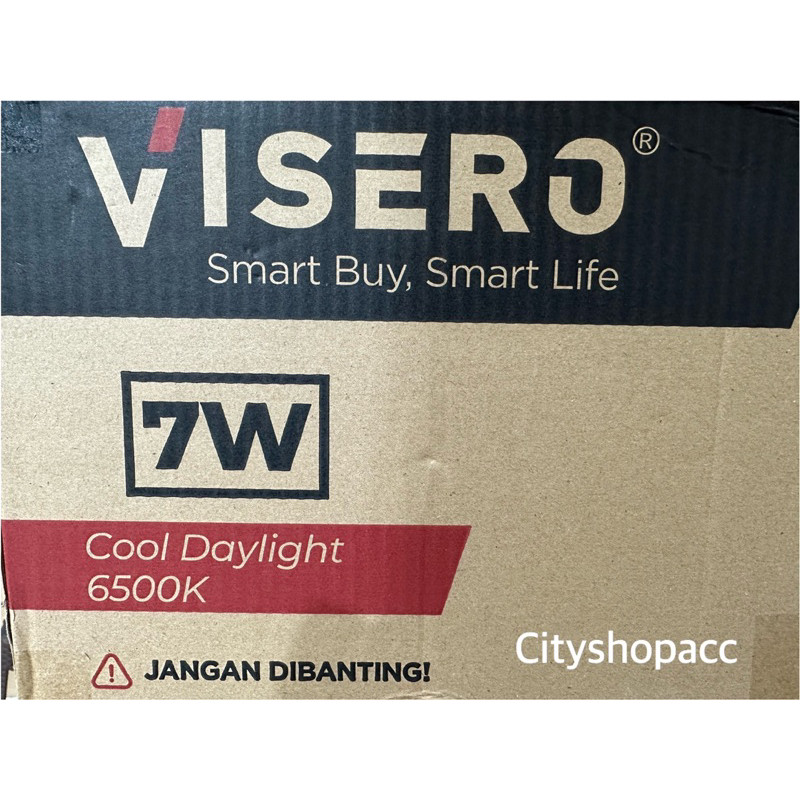 VISERO®
Smart Buy, Smart Life
7W
Cool Daylight
6500K
JANGAN DIBANTING!
Cityshopacc